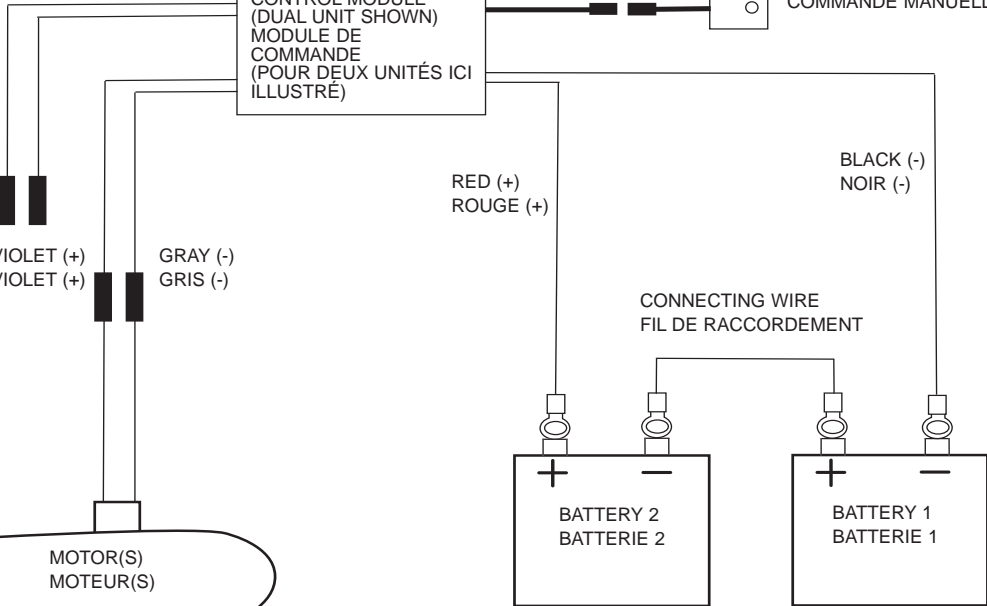 CONTROL MODULE
(DUAL UNIT SHOWN)
MODULE DE
COMMANDE
(POUR DEUX UNITÉS ICI
ILLUSTRÉ)
COMMANDE MANUELL
RED (+)
ROUGE (+)
BLACK (-)
NOIR (-)
VIOLET (+)
VIOLET (+)
GRAY (-)
GRIS (-)
CONNECTING WIRE
FIL DE RACCORDEMENT
+
−
+
−
BATTERY 2
BATTERIE 2
BATTERY 1
BATTERIE 1
MOTOR(S)
MOTEUR(S)